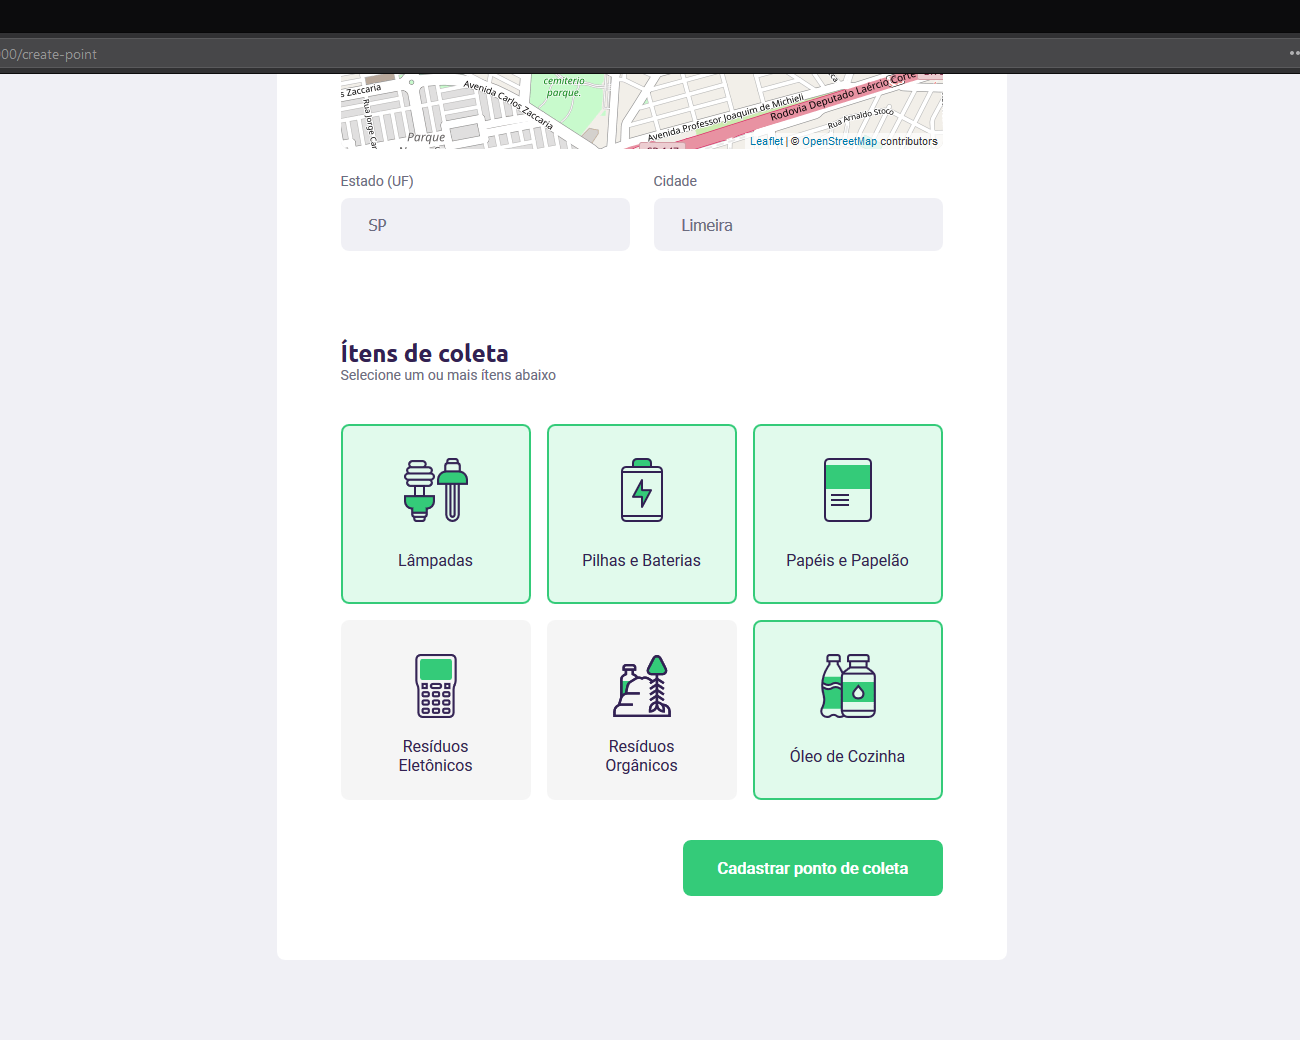 00/create-point
cemiterio
parque.
s Zaccaria
Avenida Carlos Zaccaria
Rua Jorge Car
Parque
Avenida Professor Joaquim de Michieli
Rodovia Deputado Laércio Corte
Rua Arnaldo Stoco
Leaflet | © OpenStreetMap contributors
Estado (UF)
Cidade
SP
Limeira
Ítens de coleta
Selecione um ou mais ítens abaixo
Lâmpadas
Pilhas e Baterias
Papéis e Papelão
Resíduos
Eletônicos
Resíduos
Orgânicos
Óleo de Cozinha
Cadastrar ponto de coleta